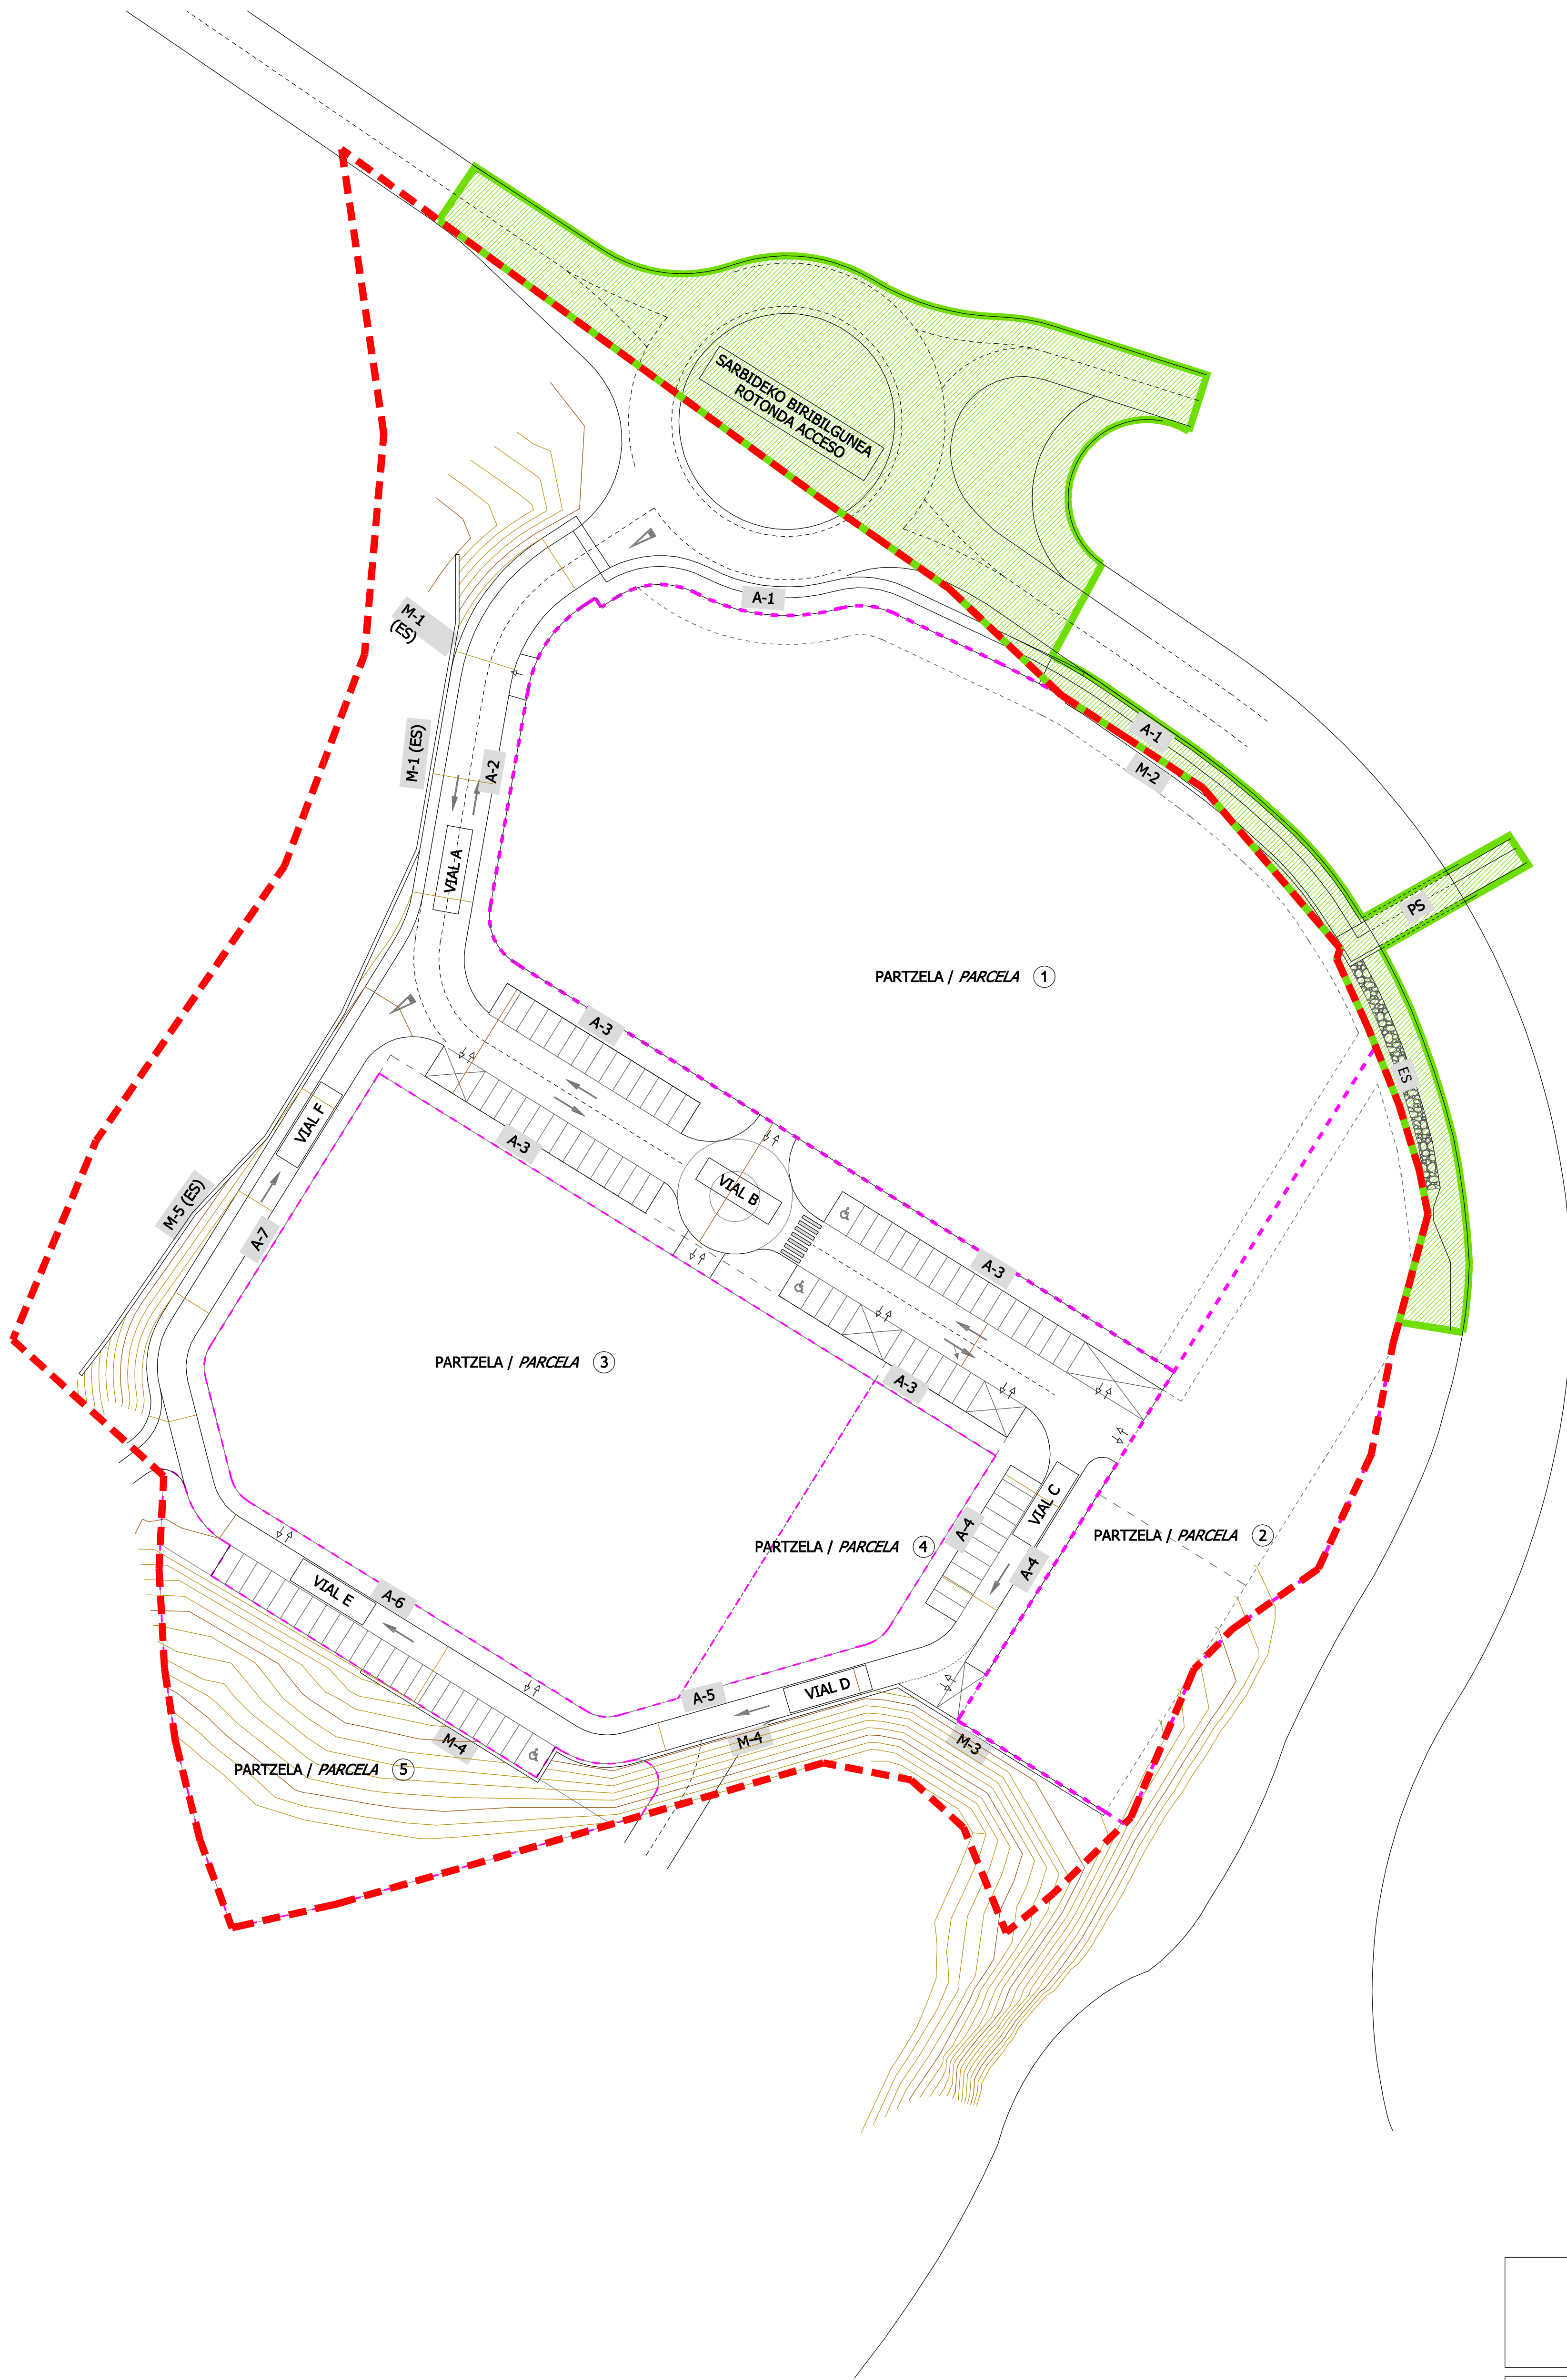 SARBIDEKO BIRIBILGUNEA
ROTONDA ACCESO
A-1
M-1
(ES)
A-1
M-1 (ES)
A-2
M-2
VIAL A
PS
PARTZELA / PARCELA 1
A-3
ES
VIAL F
A-3
VIAL B
M-5 (ES)
A-7
A-3
PARTZELA / PARCELA 3
A-3
VIAL C
A-4
PARTZELA / PARCELA 2
PARTZELA / PARCELA 4
A-4
VIAL E
A-6
VIAL D
A-5
M-4
M-4
M-3
PARTZELA / PARCELA 5